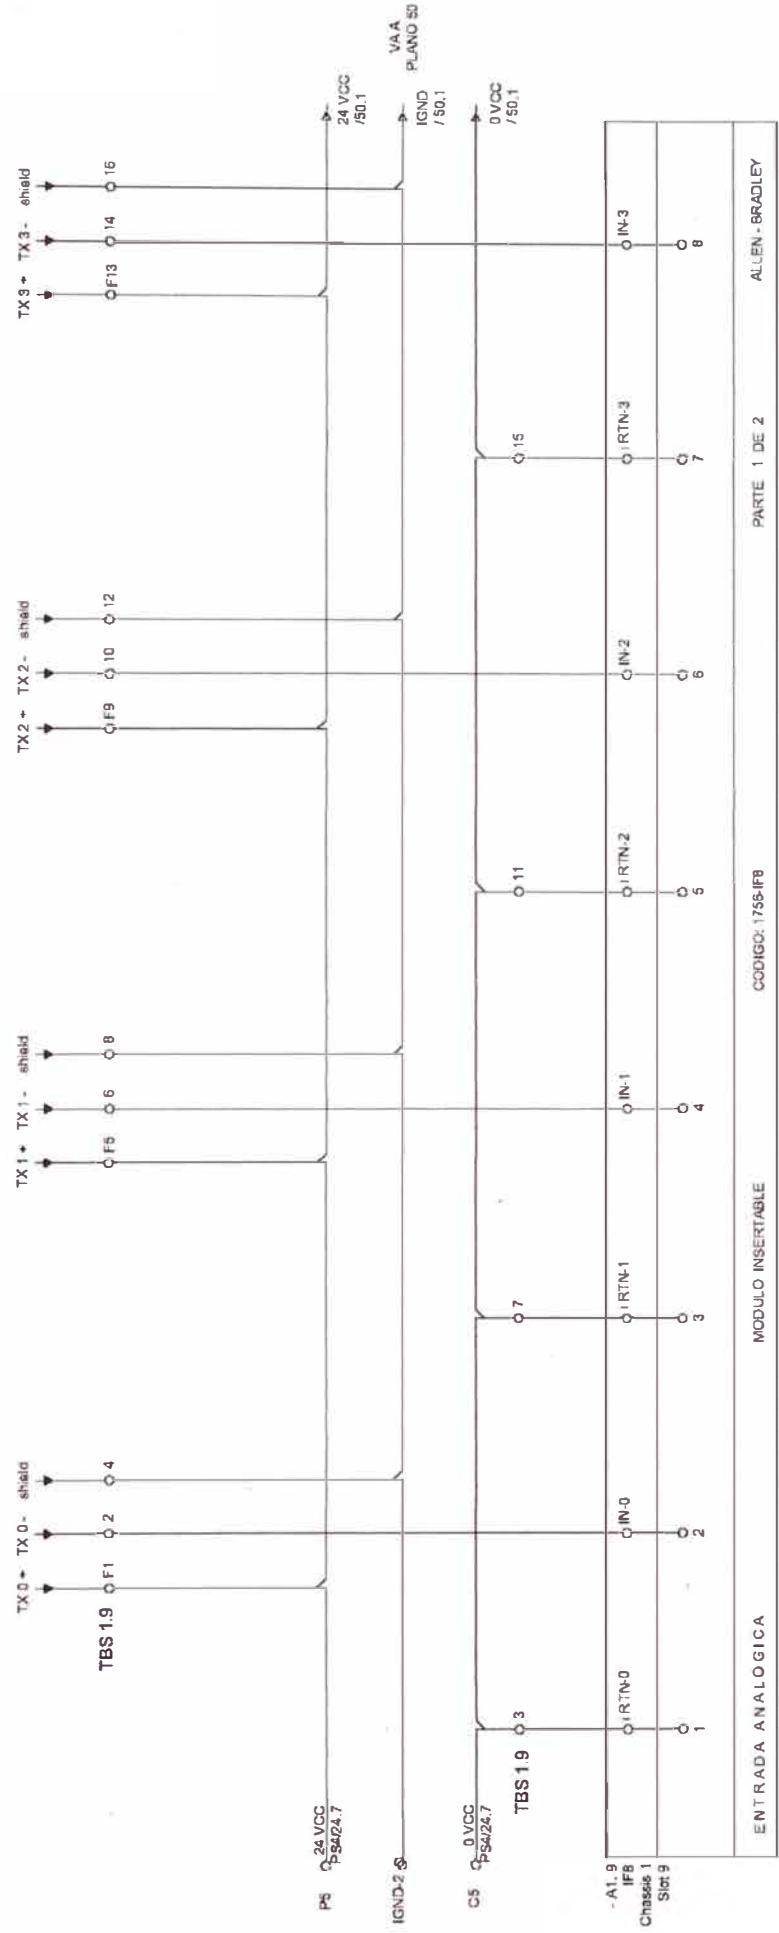 TX 0 + TX 0 - shield TX 1 + TX 1 - shield TX 2 + TX 2 - shield TX 3 + TX 3 - shield
TBS 1.9 F1 2 4 F5 6 8 F9 10 12 F13 14 16
P5 24 VCC
PS4/24.7
24 VCC
/50.1
VA A
PLANO 50
IGND-2
IGND
/ 50.1
C5 0 VCC
PS4/24.7
0 VCC
/ 50.1
TBS 1.9 3 7 11 15
- A1. 9
IF8
Chassis 1
Slot 9
i RTN-0 IN-0 i RTN-1 IN-1 i RTN-2 IN-2 i RTN-3 IN-3
1 2 3 4 5 6 7 8
ENTRADA ANALOGICA MODULO INSERTABLE CODIGO: 1756-IF8 PARTE 1 DE 2 ALLEN - BRADLEY